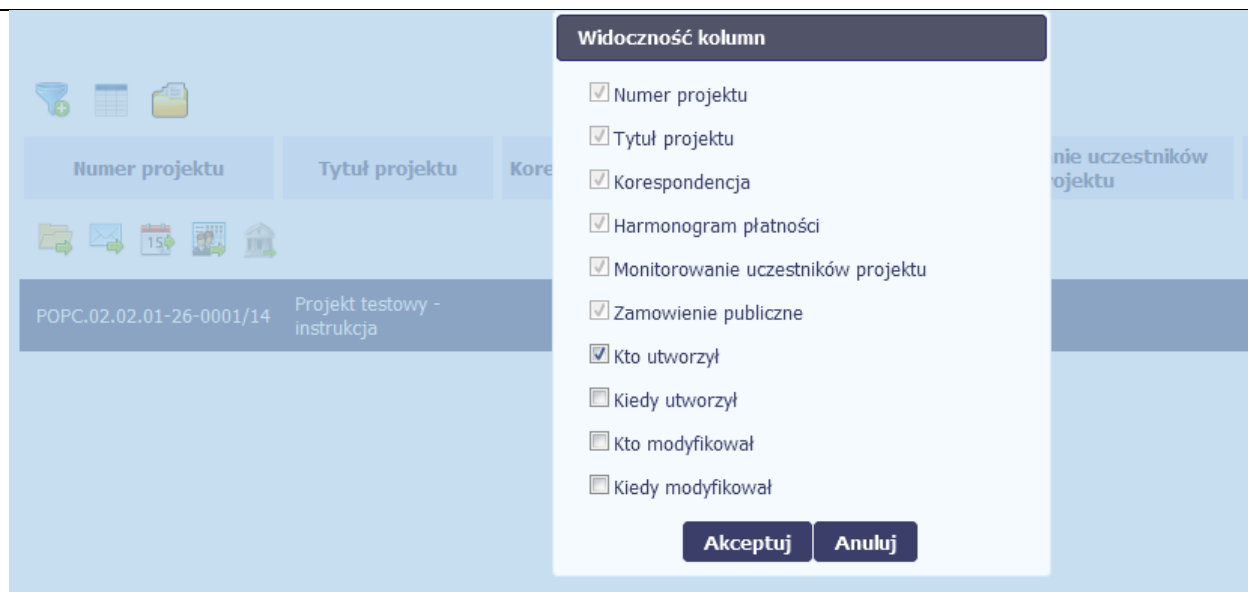 Widoczność kolumn
Numer projektu
Tytuł projektu
Korespondencja
Harmonogram płatności
Monitorowanie uczestników projektu
Zamowienie publiczne
Kto utworzył
Kiedy utworzył
Kto modyfikował
Kiedy modyfikował
Akceptuj Anuluj
Numer projektu Tytuł projektu Kore nie uczestników
ojektu
15
POPC.02.02.01-26-0001/14 Projekt testowy -
instrukcja